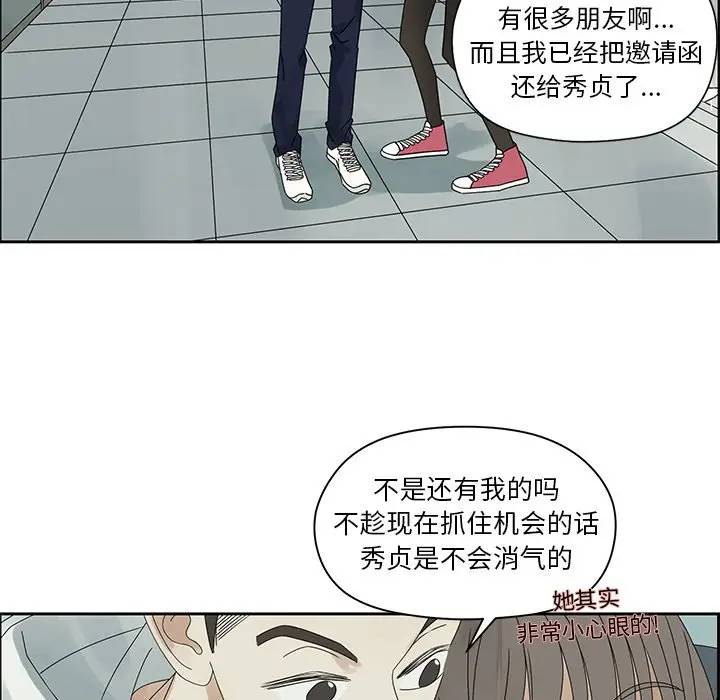 有很多朋友啊...
而且我已经把邀请函
还给秀贞了...
不是还有我的吗
不趁现在抓住机会的话
秀贞是不会消气的
她其实
非常小心眼的!